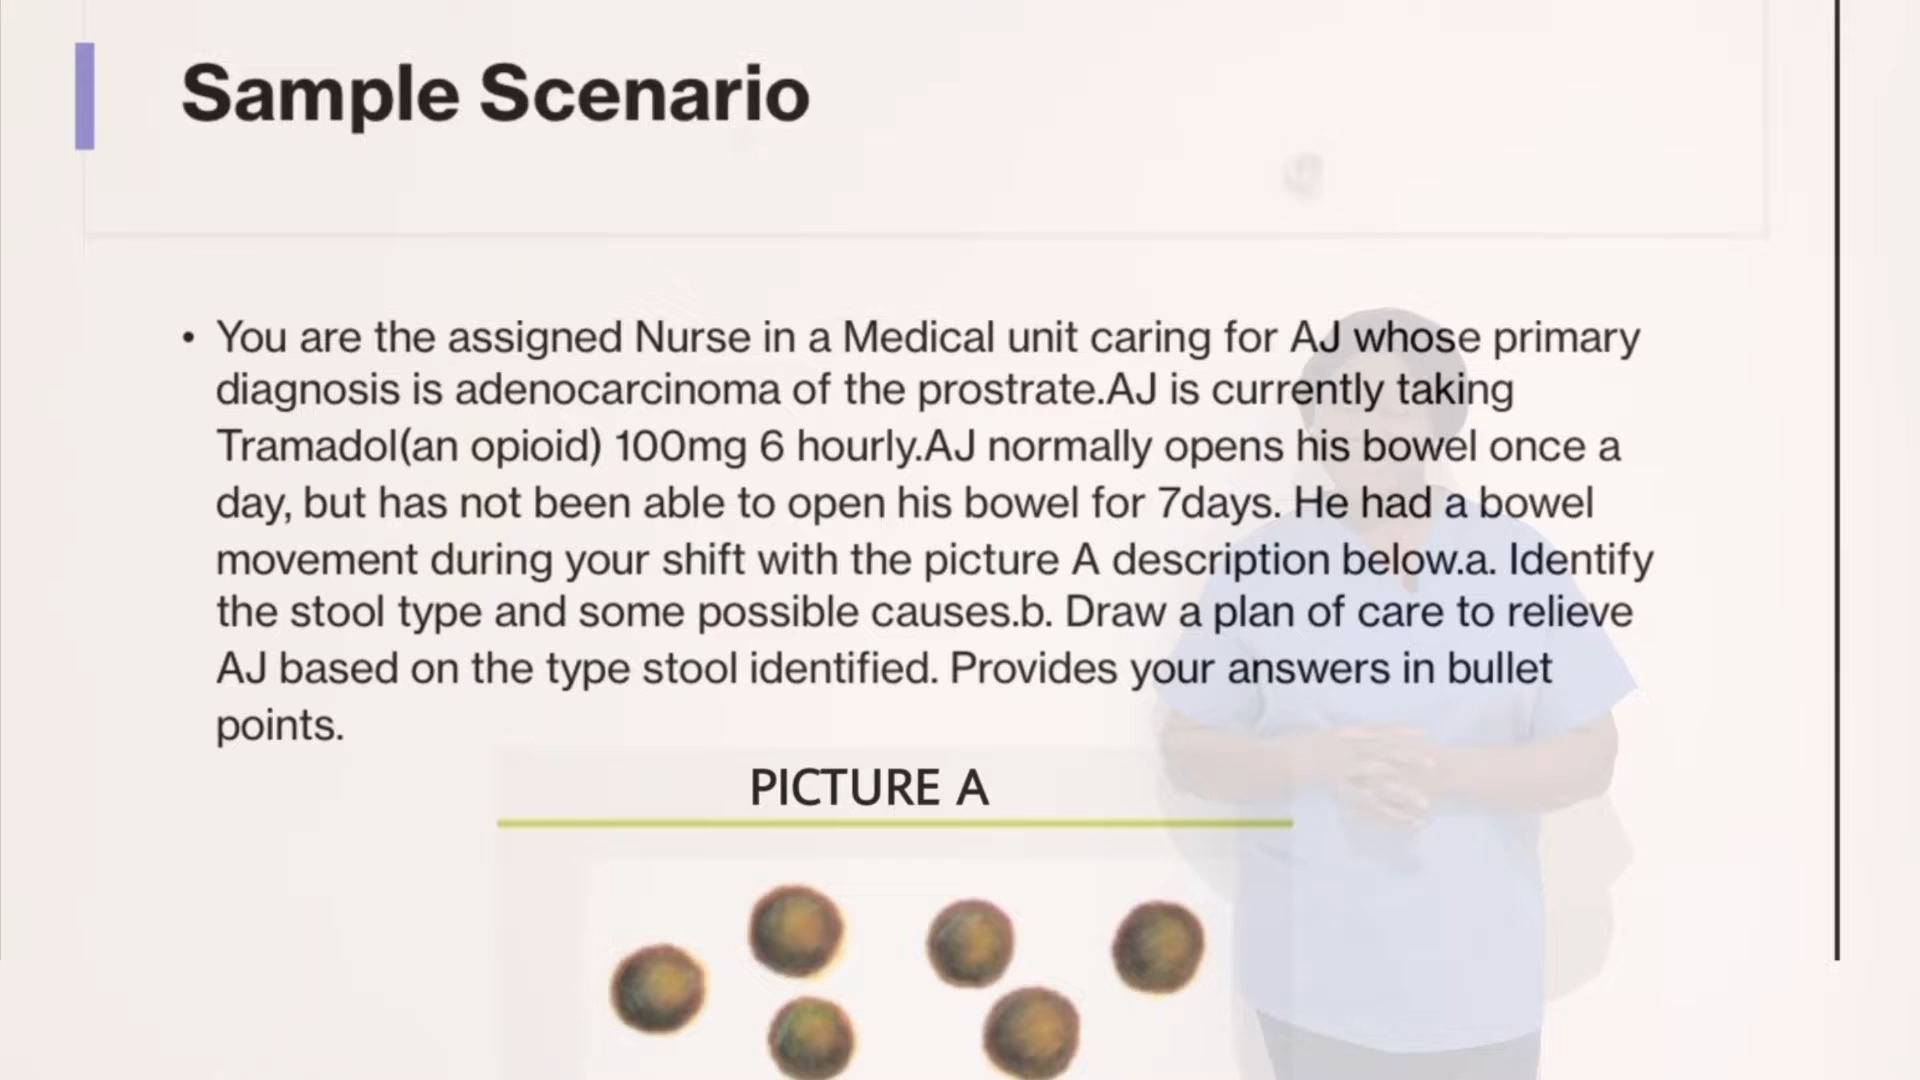 Sample Scenario
• You are the assigned Nurse in a Medical unit caring for AJ whose primary
diagnosis is adenocarcinoma of the prostrate.AJ is currently taking
Tramadol(an opioid) 100mg 6 hourly.AJ normally opens his bowel once a
day, but has not been able to open his bowel for 7days. He had a bowel
movement during your shift with the picture A description below.a. Identify
the stool type and some possible causes.b. Draw a plan of care to relieve
AJ based on the type stool identified. Provides your answers in bullet
points.
PICTURE A